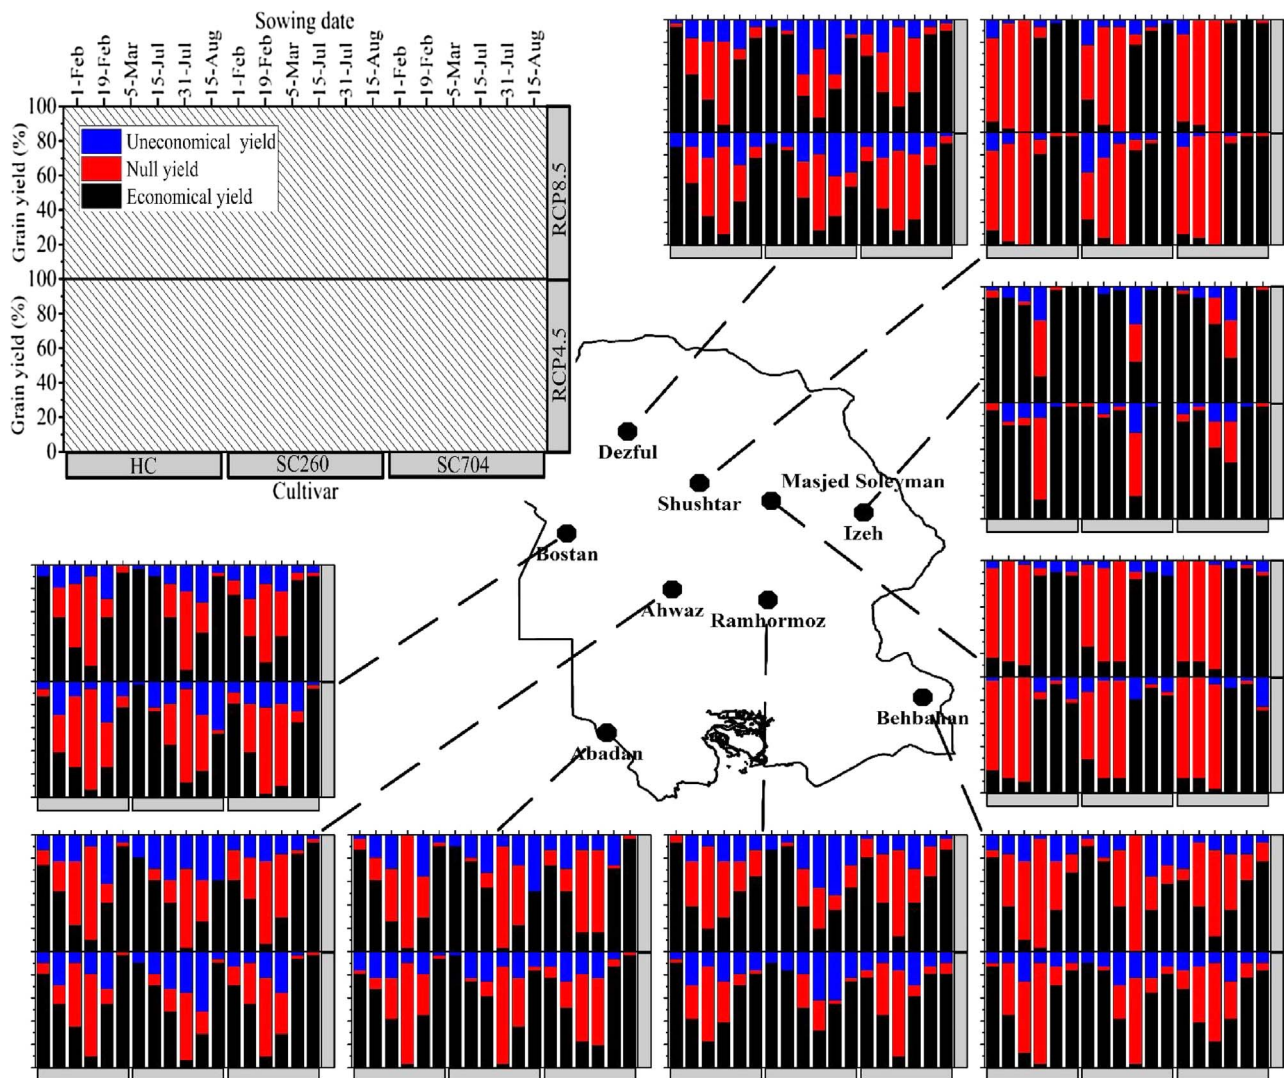 Sowing date
1-Feb
19-Feb
5-Mar
15-Jul
31-Jul
15-Aug
1-Feb
19-Feb
5-Mar
15-Jul
31-Jul
15-Aug
1-Feb
19-Feb
5-Mar
15-Jul
31-Jul
15-Aug
Grain yield (%)
100
80
60
40
20
Uneconomical yield
Null yield
Economical yield
RCP8.5
Grain yield (%)
100
80
60
40
20
0
RCP4.5
HC SC260 SC704
Cultivar
Dezful
Shushtar
Masjed Soleyman
Izeh
Bostan
Ahwaz
Ramhormoz
Behbahan
Abadan